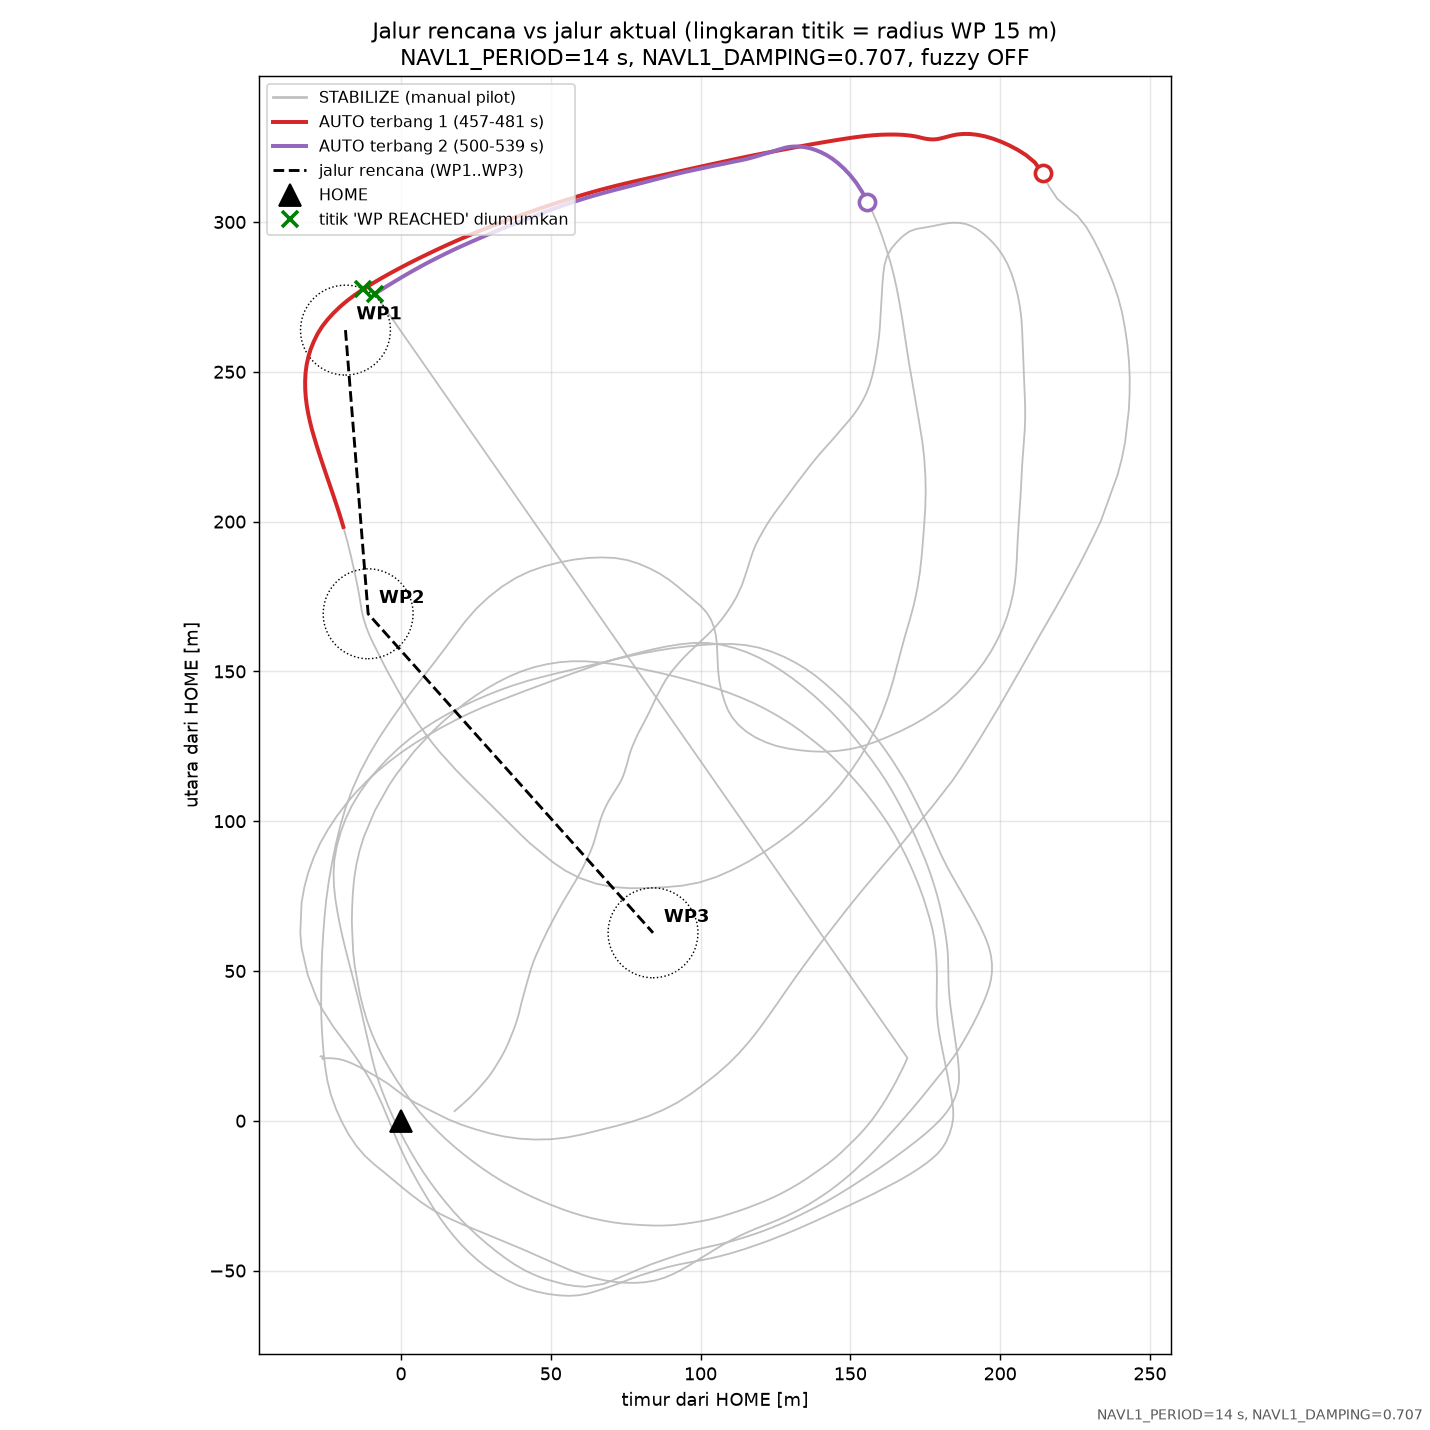 Jalur rencana vs jalur aktual (lingkaran titik = radius WP 15 m)
NAVL1_PERIOD=14 s, NAVL1_DAMPING=0.707, fuzzy OFF
STABILIZE (manual pilot)
AUTO terbang 1 (457-481 s)
AUTO terbang 2 (500-539 s)
jalur rencana (WP1..WP3)
HOME
titik 'WP REACHED' diumumkan
WP1
WP2
WP3
300
250
200
150
100
50
0
−50
utara dari HOME [m]
0
50
100
150
200
250
timur dari HOME [m]
NAVL1_PERIOD=14 s, NAVL1_DAMPING=0.707